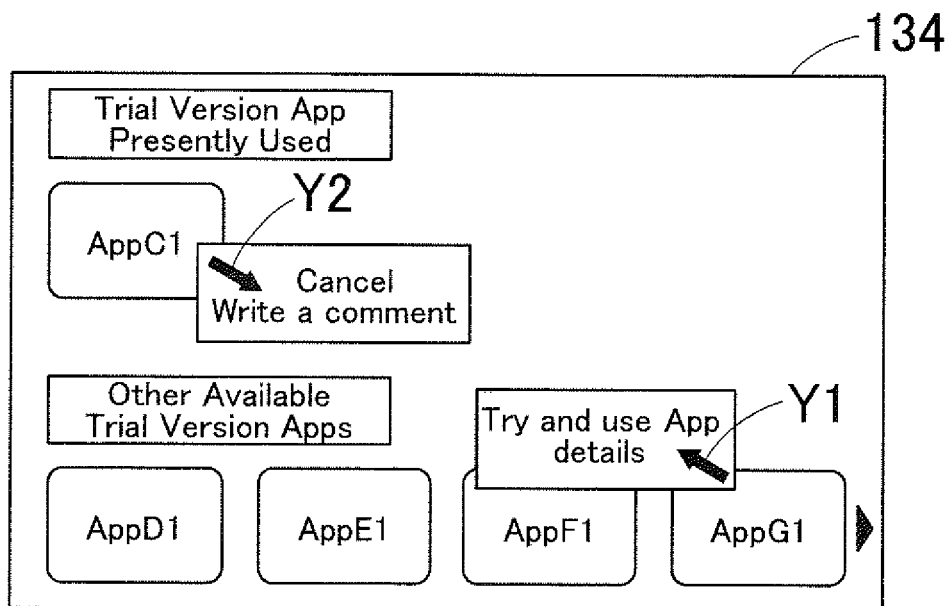 134
Trial Version App
Presently Used
Y2
AppC1
Cancel
Write a comment
Other Available
Trial Version Apps
Try and use App
details
Y1
AppD1
AppE1
AppF1
AppG1